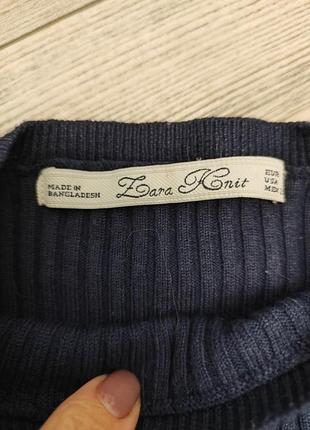 MADE IN
BANGLADESH
Zara Knit
EUR
USA
MEX